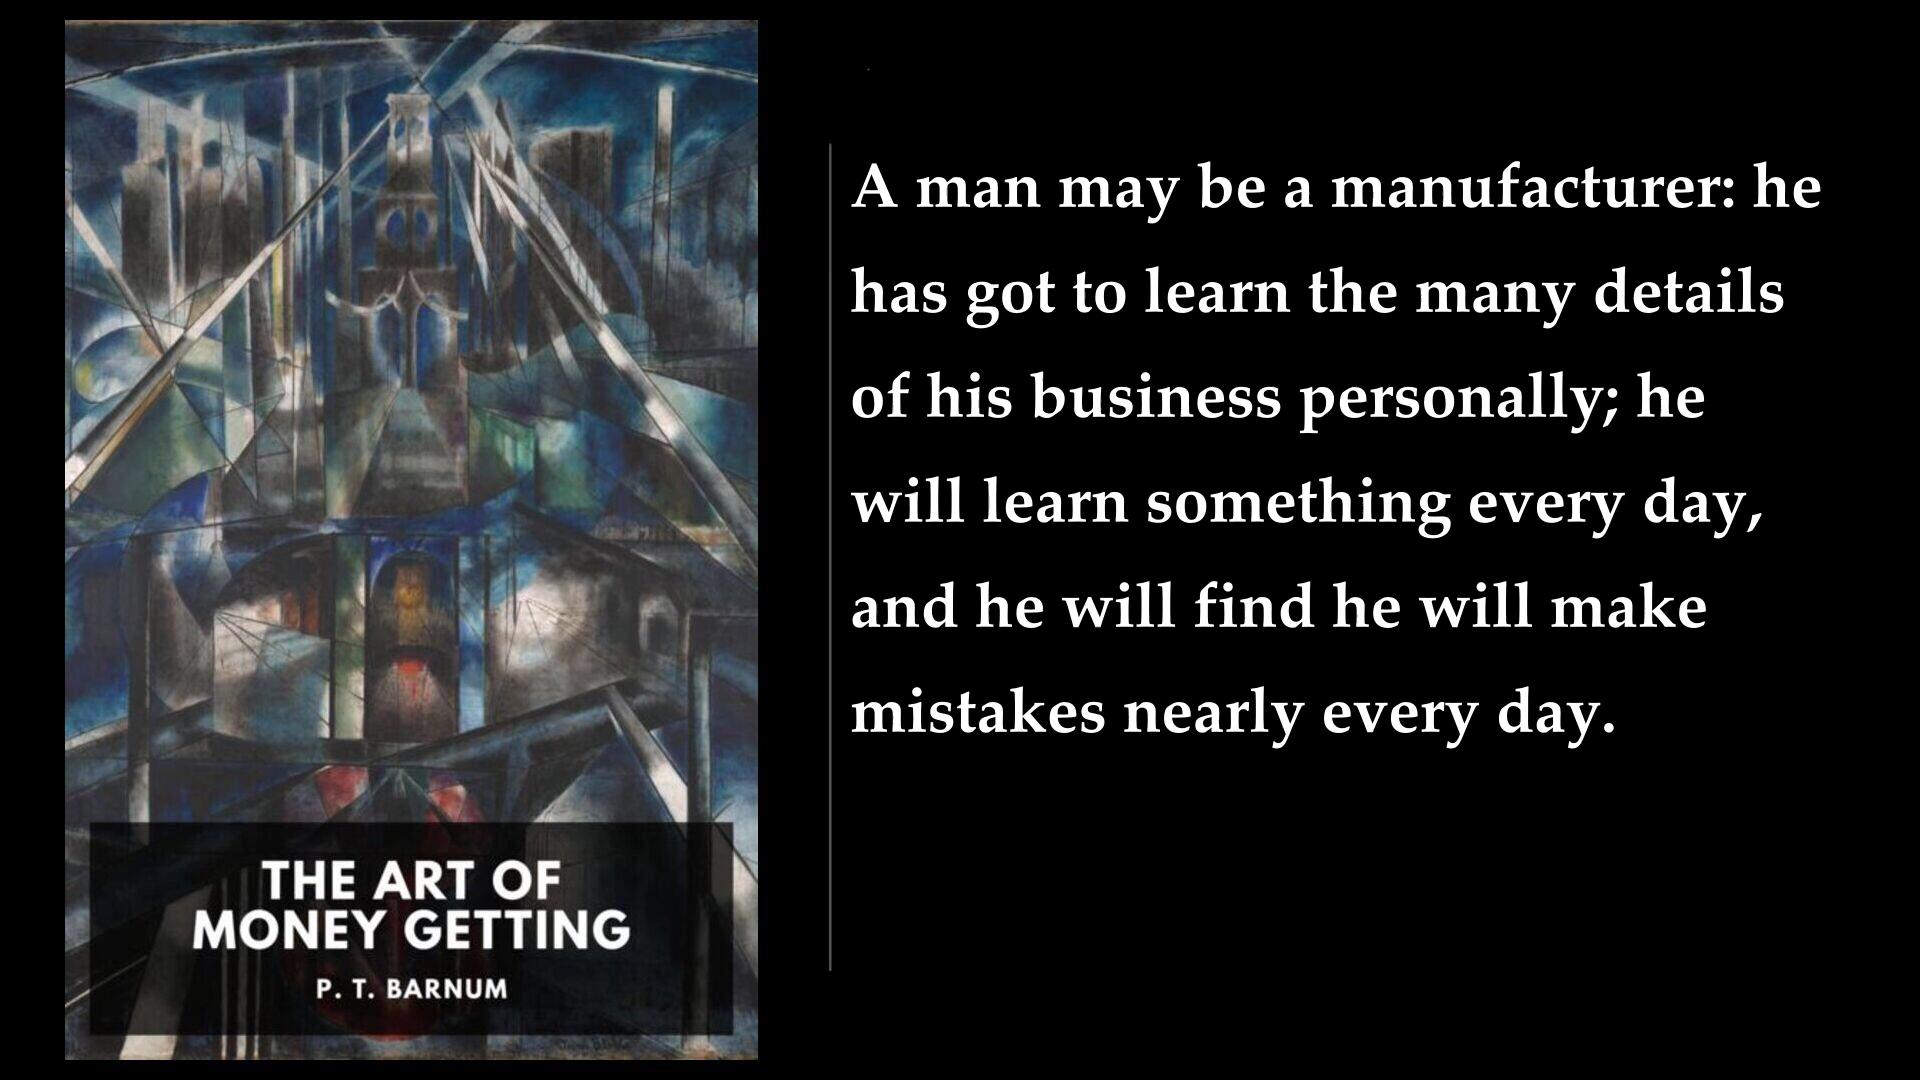 THE ART OF
MONEY GETTING
P. T. BARNUM
A man may be a manufacturer: he
has got to learn the many details
of his business personally; he
will learn something every day,
and he will find he will make
mistakes nearly every day.